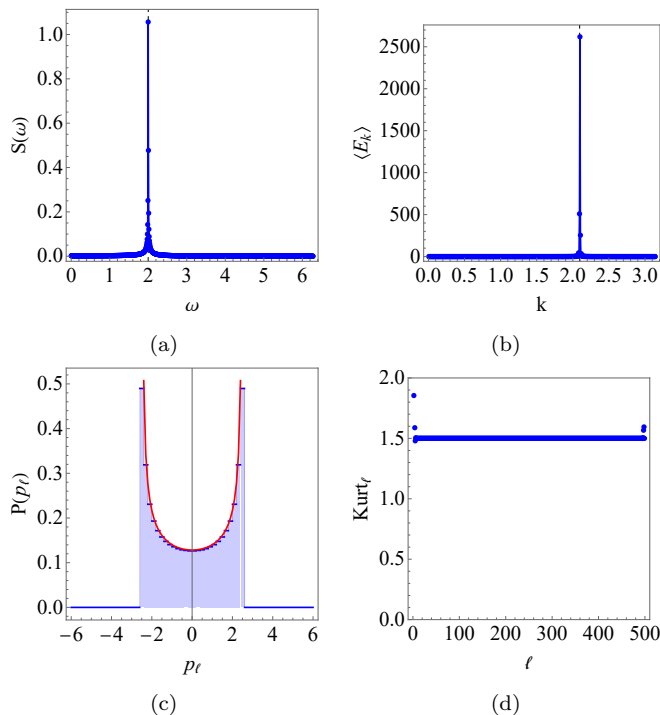 1.0
0.8
0.6
0.4
0.2
0.0
S(ω)
0 1 2 3 4 5 6
ω
(a)
2500
2000
1500
1000
500
0
⟨E_k⟩
0.0 0.5 1.0 1.5 2.0 2.5 3.0
k
(b)
0.5
0.4
0.3
0.2
0.1
0.0
P(p_ℓ)
−6 −4 −2 0 2 4 6
p_ℓ
(c)
2.0
1.5
1.0
0.5
0.0
Kurt_ℓ
0 100 200 300 400 500
ℓ
(d)